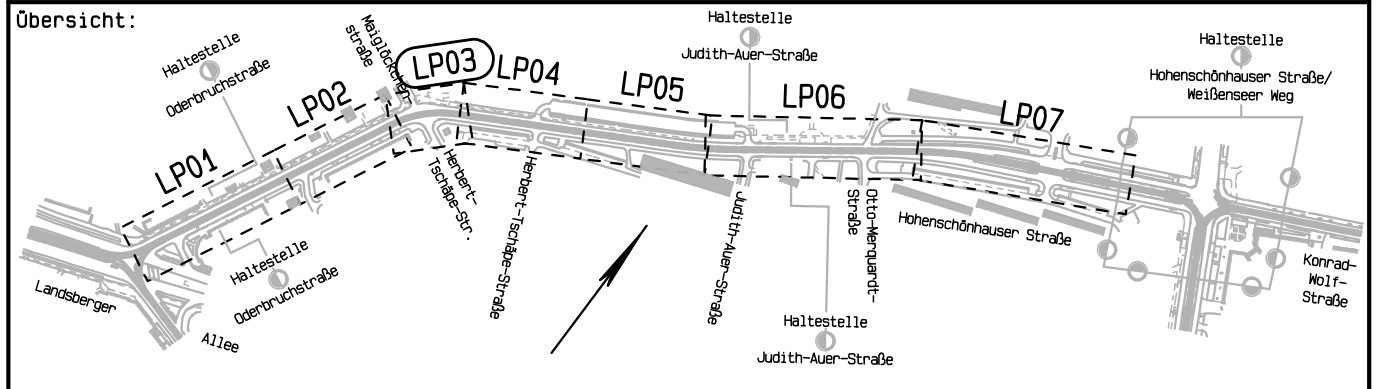 Übersicht:
Haltestelle
Oderbruchstraße
Maiglöckchen-
straße
LP01
LP02
LP03
LP04
LP05
LP06
LP07
Haltestelle
Judith-Auer-Straße
Haltestelle
Hohenschönhauser Straße/
Weißenseer Weg
Herbert-
Tschäpe-Str.
Herbert-Tschäpe-Straße
Judith-Auer-Straße
Otto-Marquardt-
Straße
Hohenschönhauser Straße
Konrad-
Wolf-
Straße
Landsberger
Allee
Haltestelle
Oderbruchstraße
Haltestelle
Judith-Auer-Straße